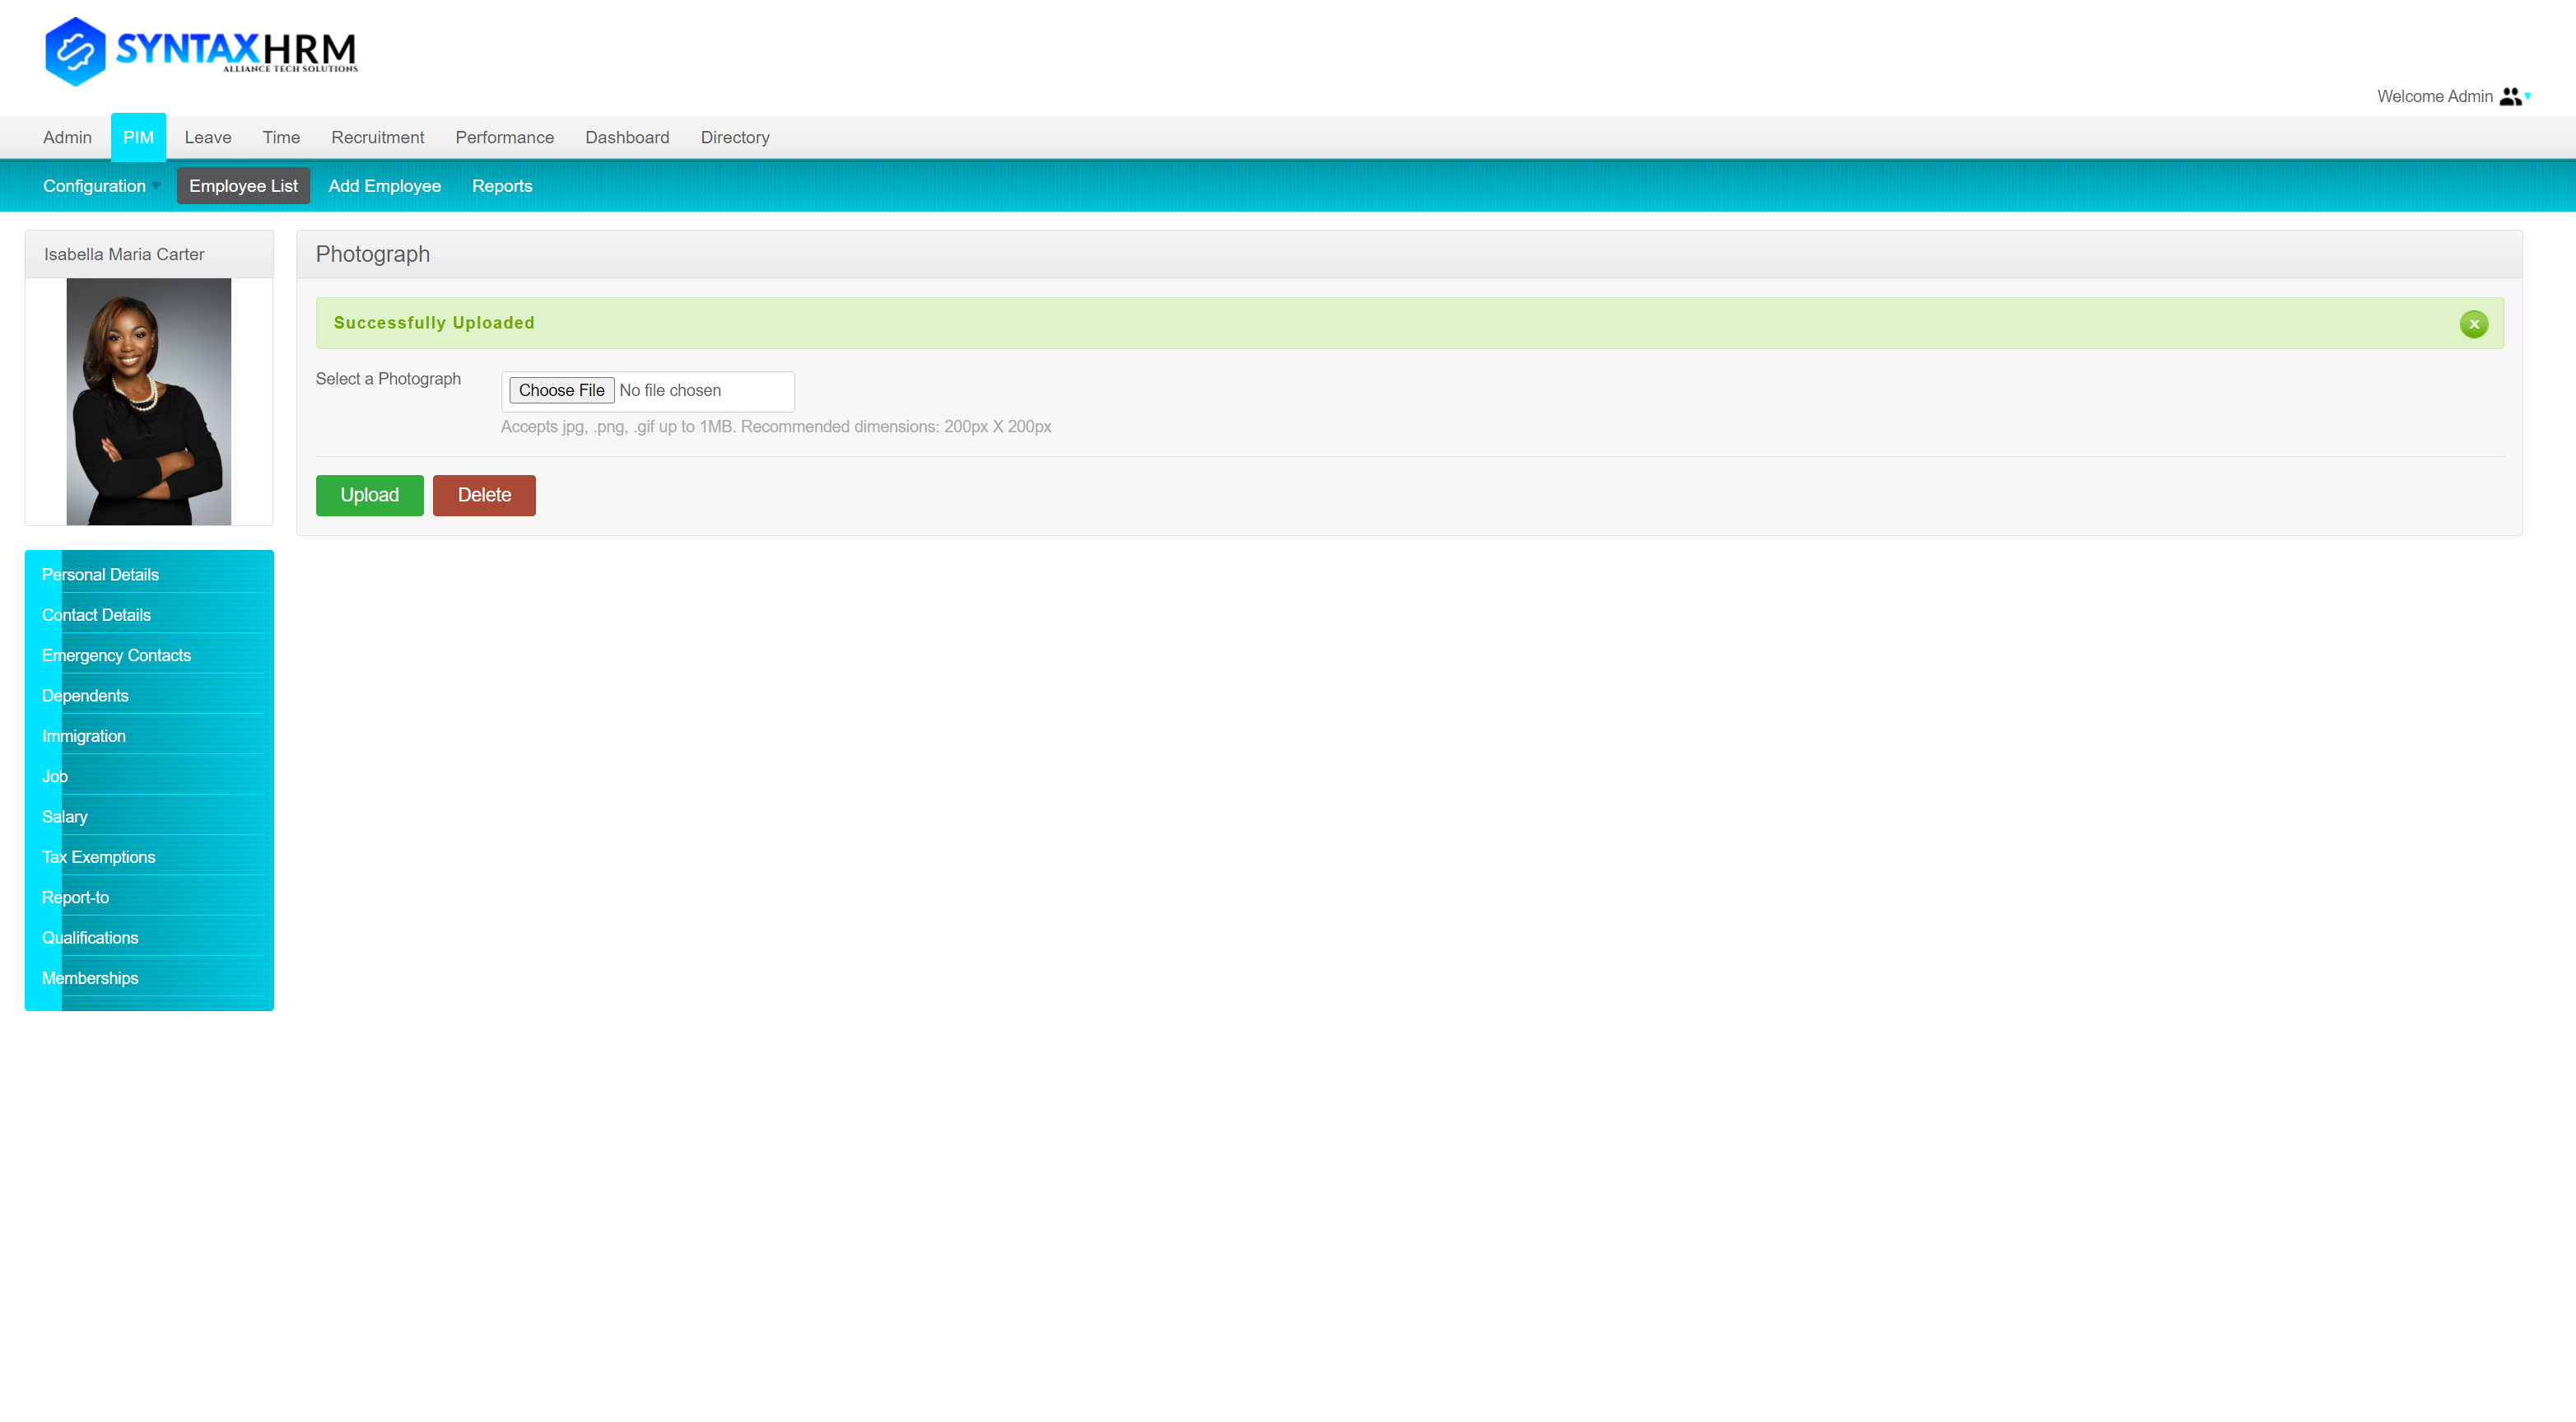 SYNTAXHRM
ALLIANCE TECH SOLUTIONS
Welcome Admin
Admin PIM Leave Time Recruitment Performance Dashboard Directory
Configuration Employee List Add Employee Reports
Isabella Maria Carter
Photograph
Successfully Uploaded
x
Select a Photograph
Choose File No file chosen
Accepts jpg, .png, .gif up to 1MB. Recommended dimensions: 200px X 200px
Upload Delete
Personal Details
Contact Details
Emergency Contacts
Dependents
Immigration
Job
Salary
Tax Exemptions
Report-to
Qualifications
Memberships